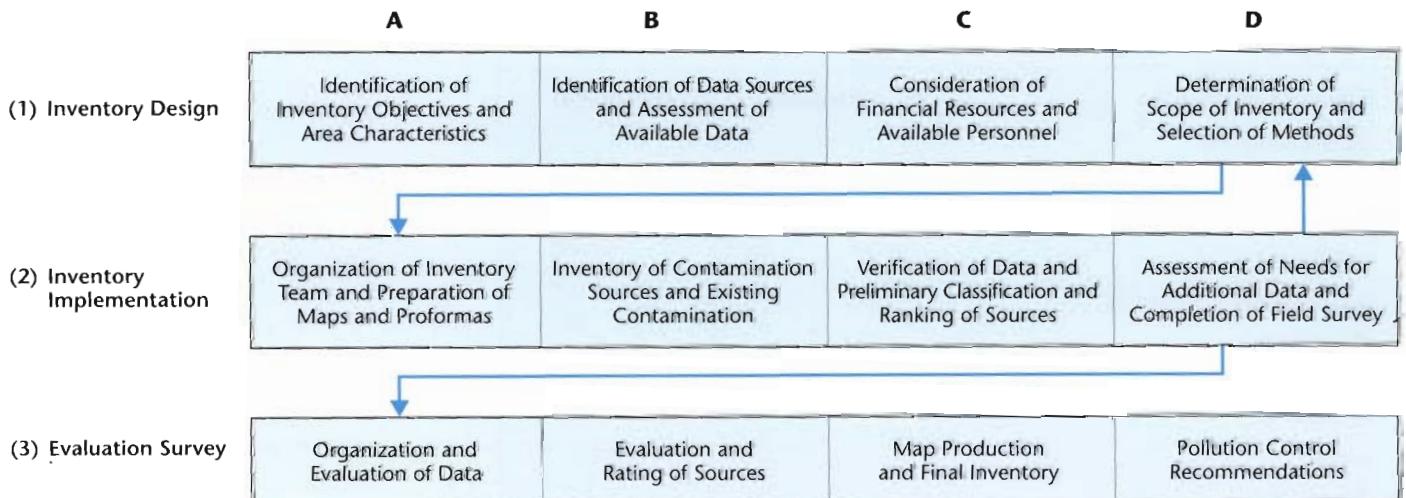 A
B
C
D
(1) Inventory Design
Identification of
Inventory Objectives and
Area Characteristics
Identification of Data Sources
and Assessment of
Available Data
Consideration of
Financial Resources and
Available Personnel
Determination of
Scope of Inventory and
Selection of Methods
(2) Inventory
Implementation
Organization of Inventory
Team and Preparation of
Maps and Proformas
Inventory of Contamination
Sources and Existing
Contamination
Verification of Data and
Preliminary Classification and
Ranking of Sources
Assessment of Needs for
Additional Data and
Completion of Field Survey
(3) Evaluation Survey
Organization and
Evaluation of Data
Evaluation and
Rating of Sources
Map Production
and Final Inventory
Pollution Control
Recommendations